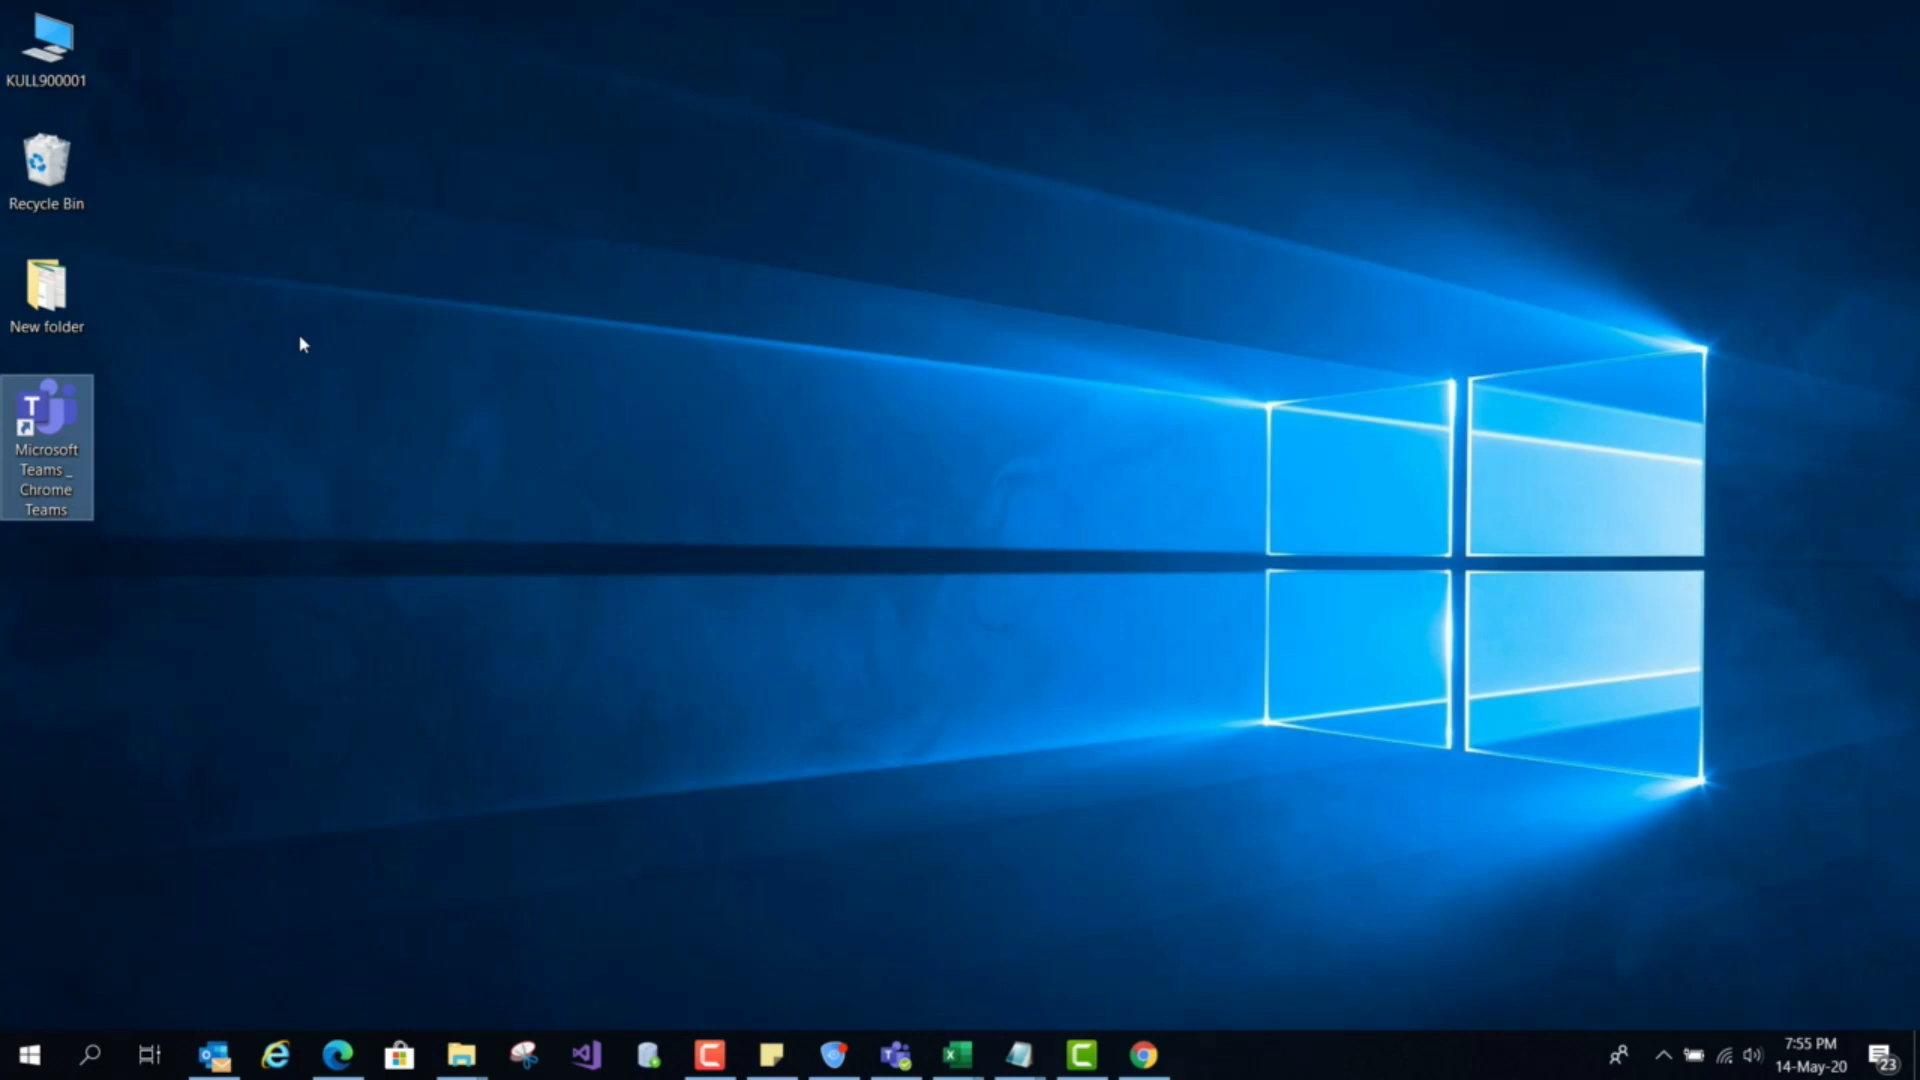 KULL900001
Recycle Bin
New folder
T
Microsoft
Teams _
Chrome
Teams
7:55 PM
14-May-20
23